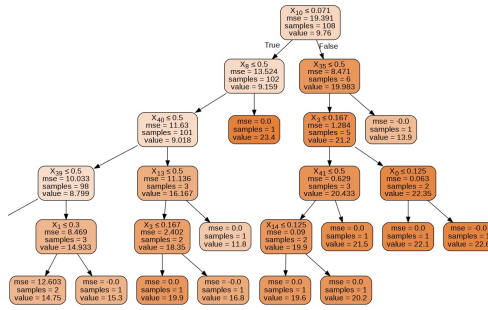 X10 ≤ 0.071
mse = 19.391
samples = 108
value = 9.76
True
False
X8 ≤ 0.5
mse = 13.524
samples = 102
value = 9.159
X35 ≤ 0.5
mse = 8.471
samples = 6
value = 19.983
X40 ≤ 0.5
mse = 11.63
samples = 101
value = 9.018
mse = 0.0
samples = 1
value = 23.4
X3 ≤ 0.167
mse = 1.284
samples = 5
value = 21.2
mse = -0.0
samples = 1
value = 13.9
X39 ≤ 0.5
mse = 10.033
samples = 98
value = 8.799
X13 ≤ 0.5
mse = 11.136
samples = 3
value = 16.167
X41 ≤ 0.5
mse = 0.629
samples = 3
value = 20.433
X0 ≤ 0.125
mse = 0.063
samples = 2
value = 22.35
X1 ≤ 0.3
mse = 8.469
samples = 3
value = 14.933
X3 ≤ 0.167
mse = 2.402
samples = 2
value = 18.35
mse = 0.0
samples = 1
value = 11.8
X14 ≤ 0.125
mse = 0.09
samples = 2
value = 19.9
mse = 0.0
samples = 1
value = 21.5
mse = 0.0
samples = 1
value = 22.1
mse = -0.0
samples = 1
value = 22.6
mse = 12.603
samples = 2
value = 14.75
mse = -0.0
samples = 1
value = 15.3
mse = 0.0
samples = 1
value = 19.9
mse = -0.0
samples = 1
value = 16.8
mse = 0.0
samples = 1
value = 19.6
mse = 0.0
samples = 1
value = 20.2